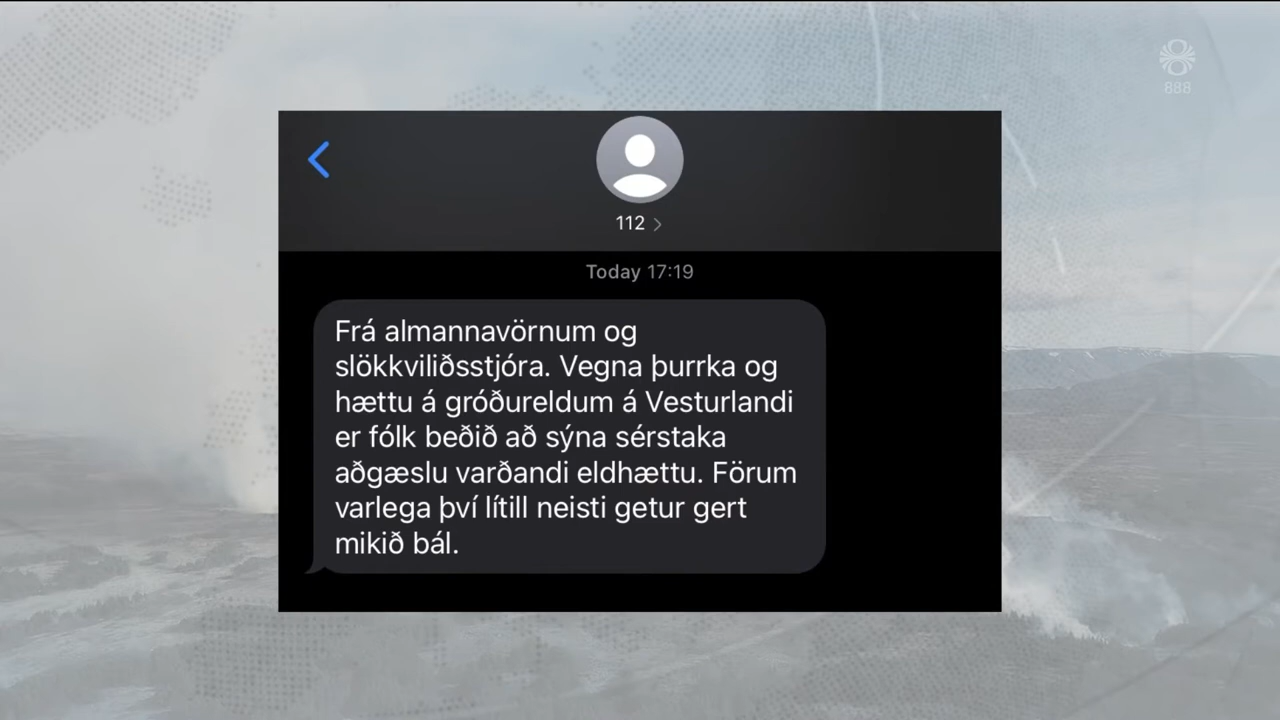 888
112
Today 17:19
Frá almannavörnum og
slökkviliðsstjóra. Vegna þurrka og
hættu á gróðureldum á Vesturlandi
er fólk beðið að sýna sérstaka
aðgæslu varðandi eldhættu. Förum
varlega því lítill neisti getur gert
mikið bál.